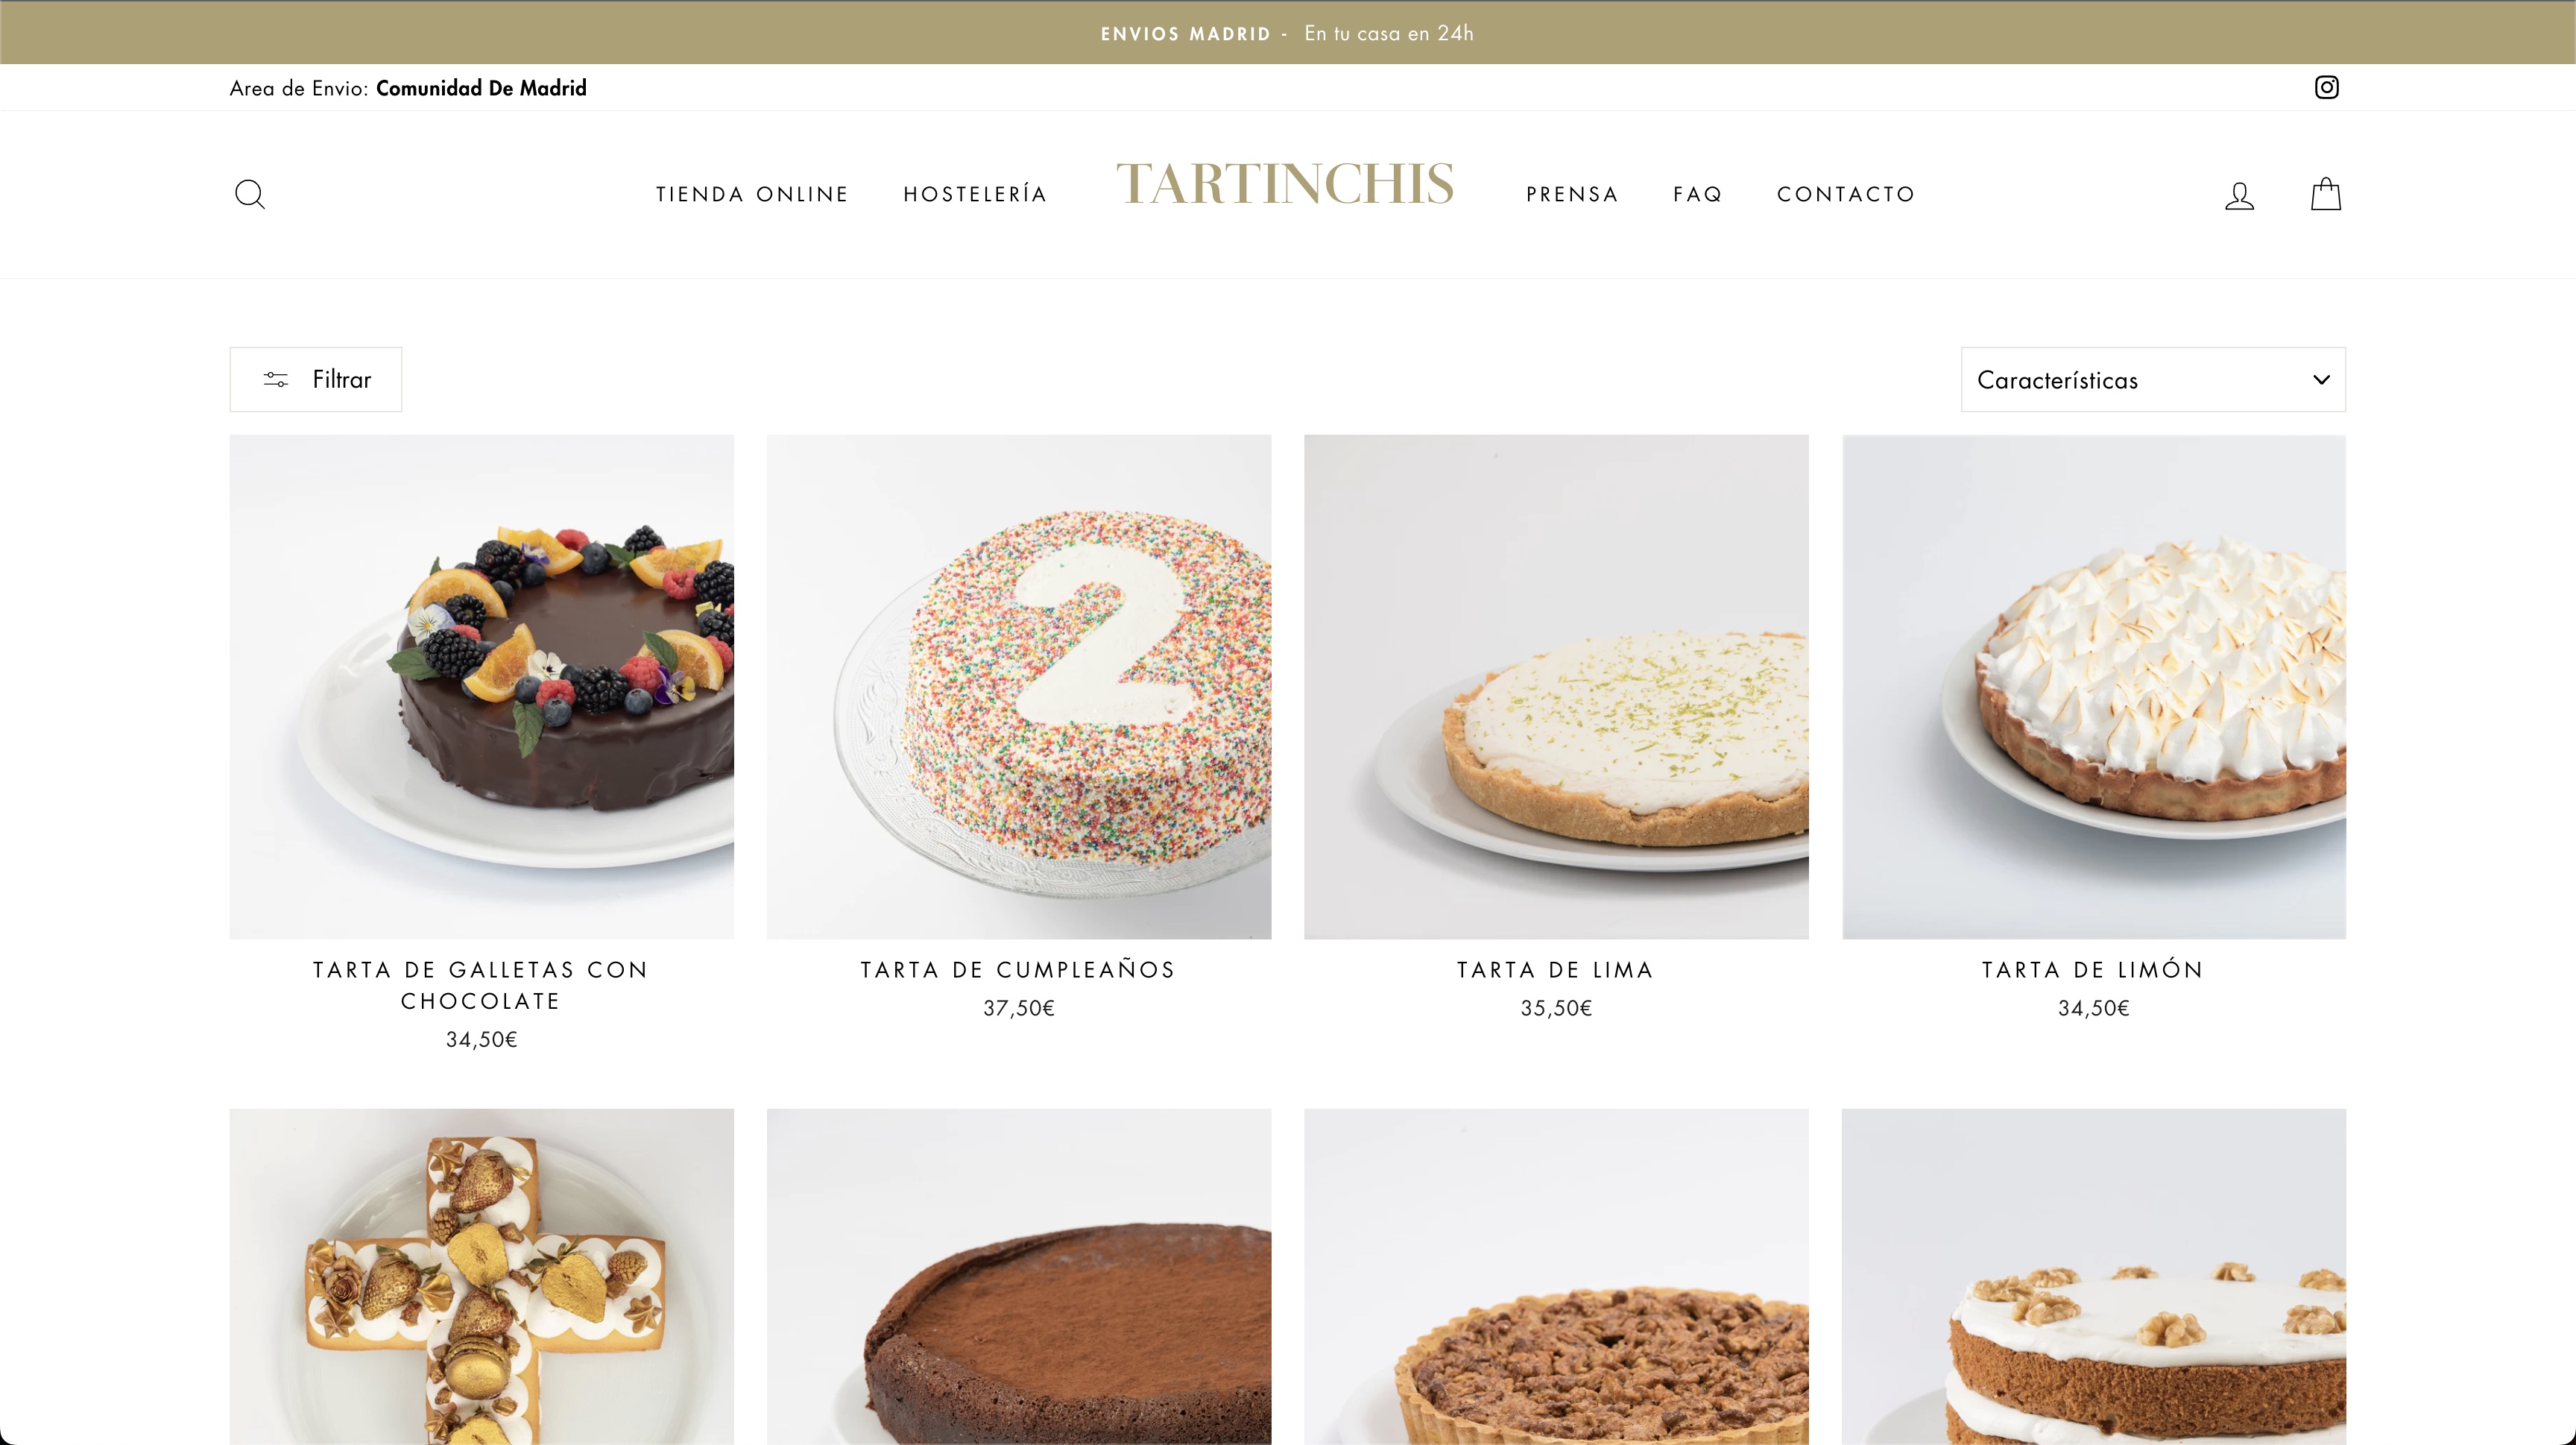 ENVIOS MADRID - En tu casa en 24h
Area de Envio: Comunidad De Madrid
TIENDA ONLINE
HOSTELERÍA
TARTINCHIS
PRENSA
FAQ
CONTACTO
Filtrar
Características
2
TARTA DE GALLETAS CON
CHOCOLATE
34,50€
TARTA DE CUMPLEAÑOS
37,50€
TARTA DE LIMA
35,50€
TARTA DE LIMÓN
34,50€